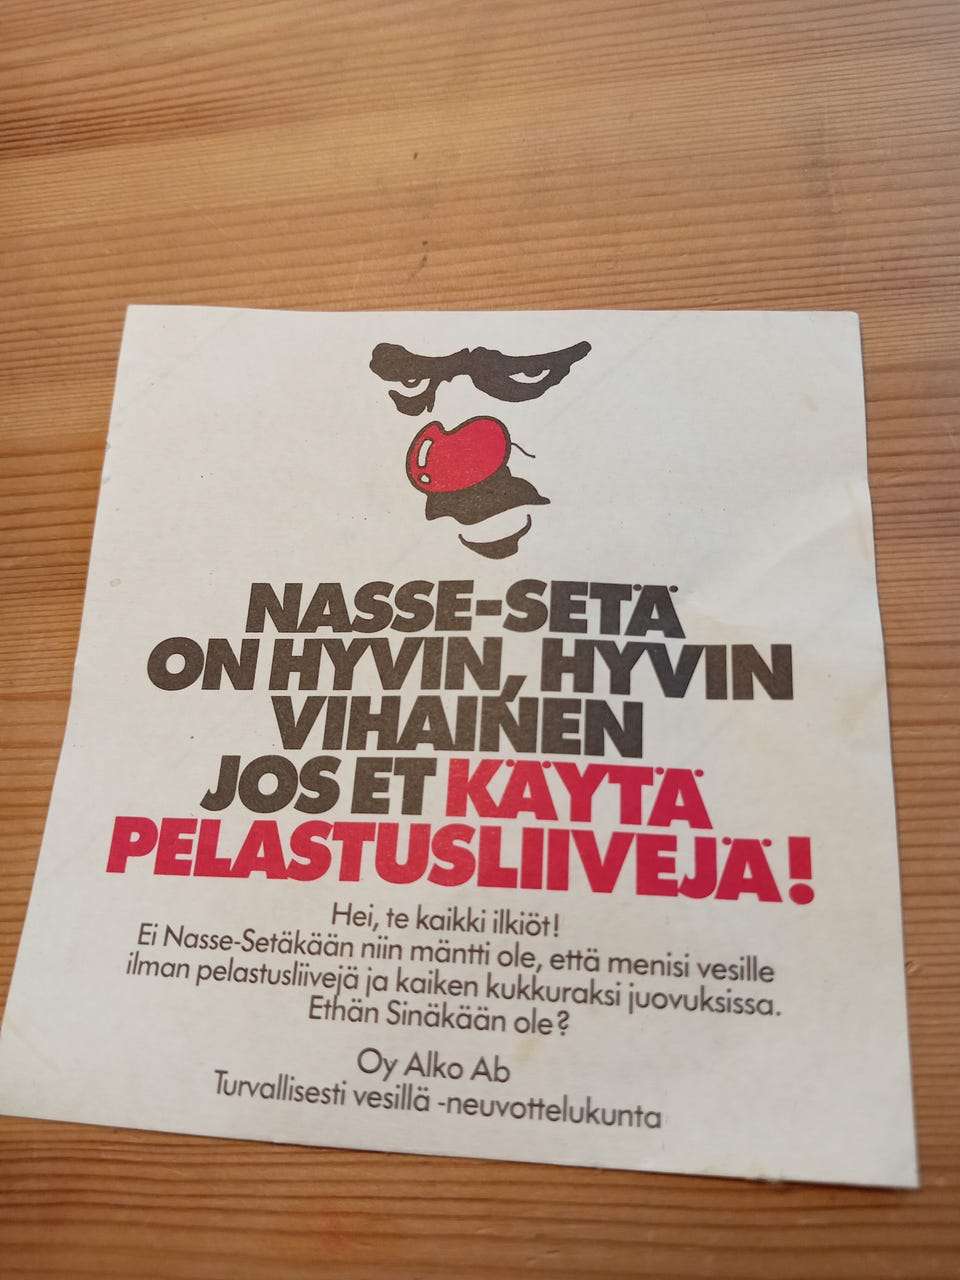 NASSE-SETÄ
ON HYVIN, HYVIN
VIHAINEN
JOS ET KÄYTÄ
PELASTUSLIIVEJÄ!
Hei, te kaikki ilkiöt!
Ei Nasse-Setäkään niin mäntti ole, että menisi vesille
ilman pelastusliivejä ja kaiken kukkuraksi juovuksissa.
Ethän Sinäkään ole?
Oy Alko Ab
Turvallisesti vesillä -neuvottelukunta